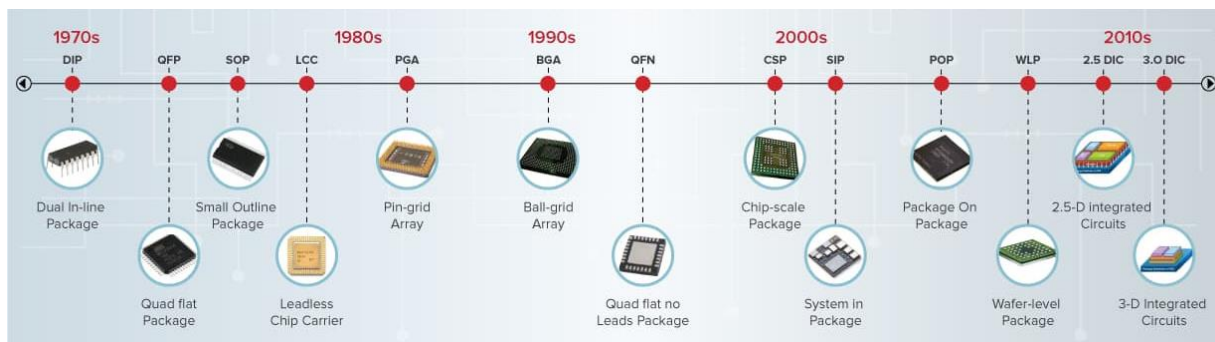 1970s
1980s
1990s
2000s
2010s
DIP
QFP
SOP
LCC
PGA
BGA
QFN
CSP
SIP
POP
WLP
2.5 DIC
3.0 DIC
Dual In-line
Package
Small Outline
Package
Pin-grid
Array
Ball-grid
Array
Chip-scale
Package
Package On
Package
2.5-D integrated
Circuits
Quad flat
Package
Leadless
Chip Carrier
Quad flat no
Leads Package
System in
Package
Wafer-level
Package
3-D Integrated
Circuits